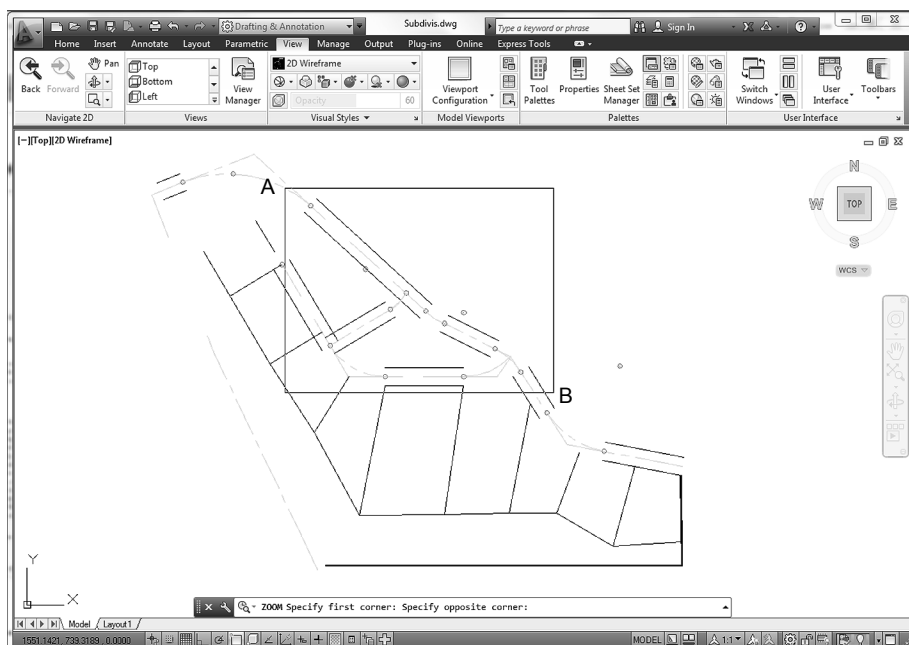 Drafting & Annotation
Subdivis.dwg
Type a keyword or phrase
Sign In
Home Insert Annotate Layout Parametric View Manage Output Plug-ins Online Express Tools
Back
Forward
Pan
Top
Bottom
Left
View Manager
2D Wireframe
Opacity 60
Viewport Configuration
Tool Palettes
Properties
Sheet Set Manager
Switch Windows
User Interface
Toolbars
Navigate 2D
Views
Visual Styles
Model Viewports
Palettes
User Interface
[−][Top][2D Wireframe]
A
B
N
W
TOP
E
S
WCS
Y
X
ZOOM Specify first corner: Specify opposite corner:
Model
Layout1
1551.1421, 739.3189, 0.0000
MODEL
1:1